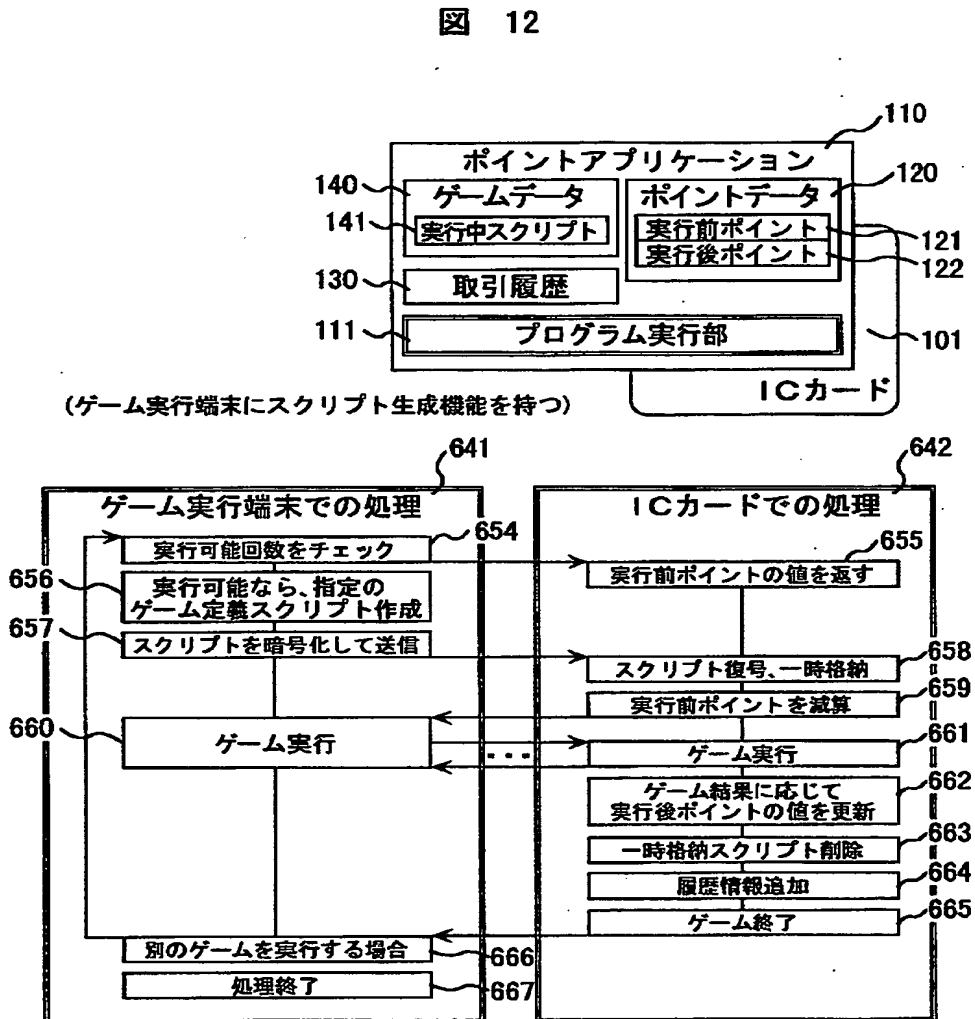 図 12
110
ポイントアプリケーション
140
ゲームデータ
141
実行中スクリプト
120
ポイントデータ
実行前ポイント
121
実行後ポイント
122
130
取引履歴
111
プログラム実行部
101
ICカード
(ゲーム実行端末にスクリプト生成機能を持つ)
641
ゲーム実行端末での処理
654
実行可能回数をチェック
656
実行可能なら、指定の
ゲーム定義スクリプト作成
657
スクリプトを暗号化して送信
660
ゲーム実行
別のゲームを実行する場合
666
処理終了
667
642
ICカードでの処理
655
実行前ポイントの値を返す
658
スクリプト復号、一時格納
659
実行前ポイントを減算
661
ゲーム実行
662
ゲーム結果に応じて
実行後ポイントの値を更新
663
一時格納スクリプト削除
664
履歴情報追加
665
ゲーム終了